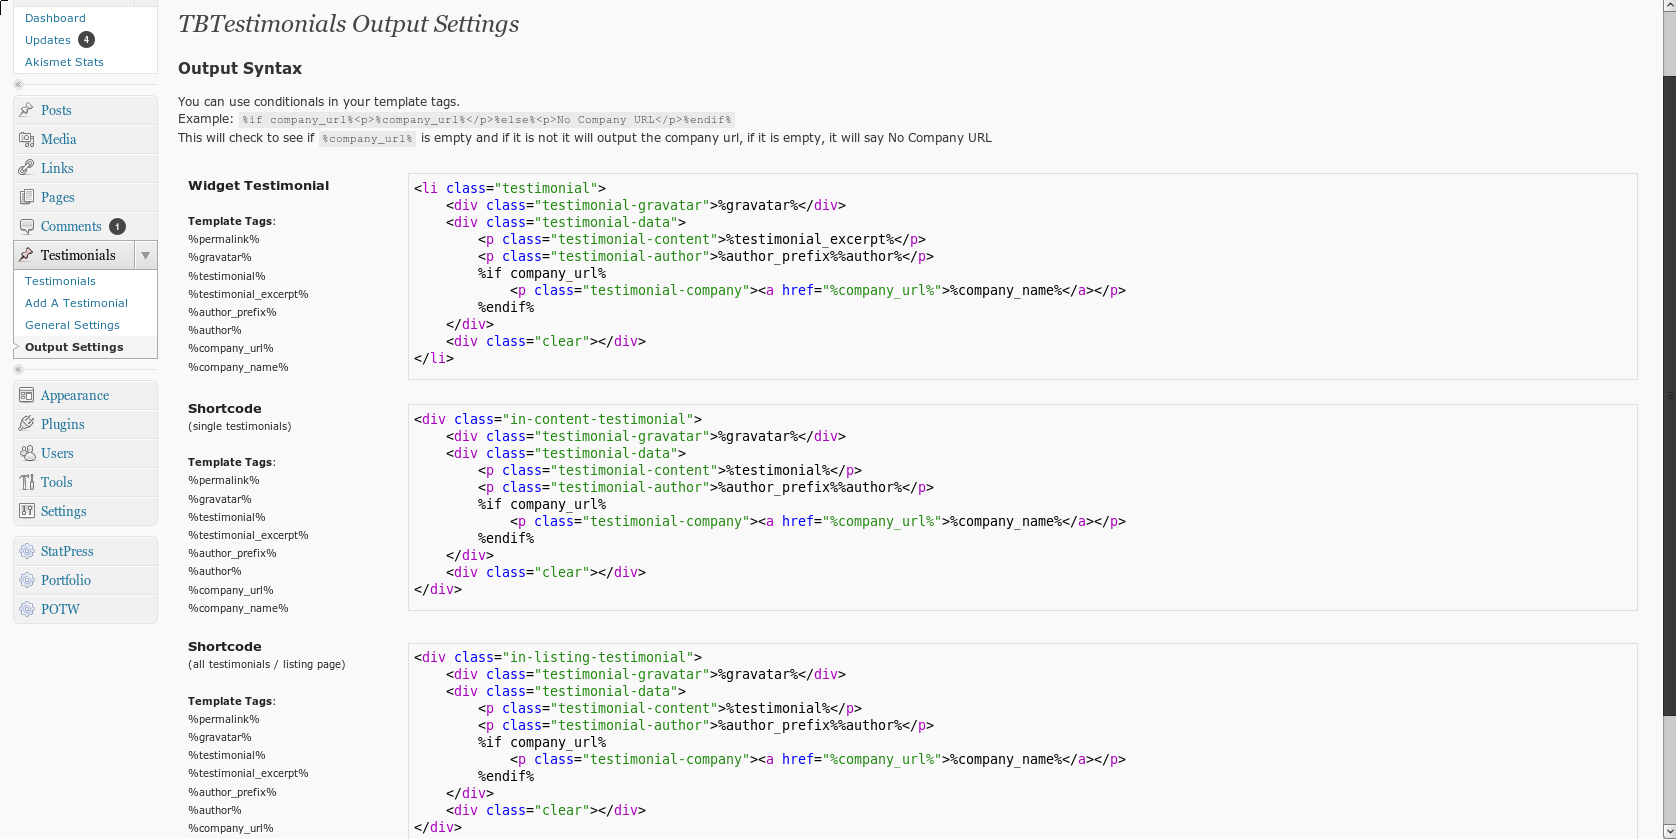 Dashboard
Updates 4
Akismet Stats
Posts
Media
Links
Pages
Comments 1
Testimonials
Testimonials
Add A Testimonial
General Settings
Output Settings
Appearance
Plugins
Users
Tools
Settings
StatPress
Portfolio
POTW
TBTestimonials Output Settings
Output Syntax
You can use conditionals in your template tags.
Example: %if company_url%<p>%company_url%</p>%else%<p>No Company URL</p>%endif%
This will check to see if %company_url% is empty and if it is not it will output the company url, if it is empty, it will say No Company URL
Widget Testimonial
Template Tags:
%permalink%
%gravatar%
%testimonial%
%testimonial_excerpt%
%author_prefix%
%author%
%company_url%
%company_name%
<li class="testimonial">
    <div class="testimonial-gravatar">%gravatar%</div>
    <div class="testimonial-data">
        <p class="testimonial-content">%testimonial_excerpt%</p>
        <p class="testimonial-author">%author_prefix%%author%</p>
        %if company_url%
            <p class="testimonial-company"><a href="%company_url%">%company_name%</a></p>
        %endif%
    </div>
    <div class="clear"></div>
</li>
Shortcode
(single testimonials)
Template Tags:
%permalink%
%gravatar%
%testimonial%
%testimonial_excerpt%
%author_prefix%
%author%
%company_url%
%company_name%
<div class="in-content-testimonial">
    <div class="testimonial-gravatar">%gravatar%</div>
    <div class="testimonial-data">
        <p class="testimonial-content">%testimonial%</p>
        <p class="testimonial-author">%author_prefix%%author%</p>
        %if company_url%
            <p class="testimonial-company"><a href="%company_url%">%company_name%</a></p>
        %endif%
    </div>
    <div class="clear"></div>
</div>
Shortcode
(all testimonials / listing page)
Template Tags:
%permalink%
%gravatar%
%testimonial%
%testimonial_excerpt%
%author_prefix%
%author%
%company_url%
<div class="in-listing-testimonial">
    <div class="testimonial-gravatar">%gravatar%</div>
    <div class="testimonial-data">
        <p class="testimonial-content">%testimonial%</p>
        <p class="testimonial-author">%author_prefix%%author%</p>
        %if company_url%
            <p class="testimonial-company"><a href="%company_url%">%company_name%</a></p>
        %endif%
    </div>
    <div class="clear"></div>
</div>